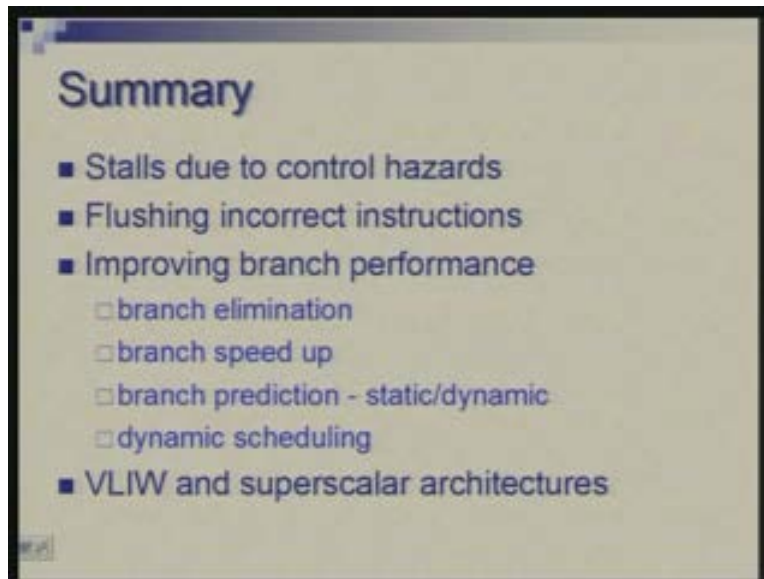 Summary
Stalls due to control hazards
Flushing incorrect instructions
Improving branch performance
branch elimination
branch speed up
branch prediction - static/dynamic
dynamic scheduling
VLIW and superscalar architectures